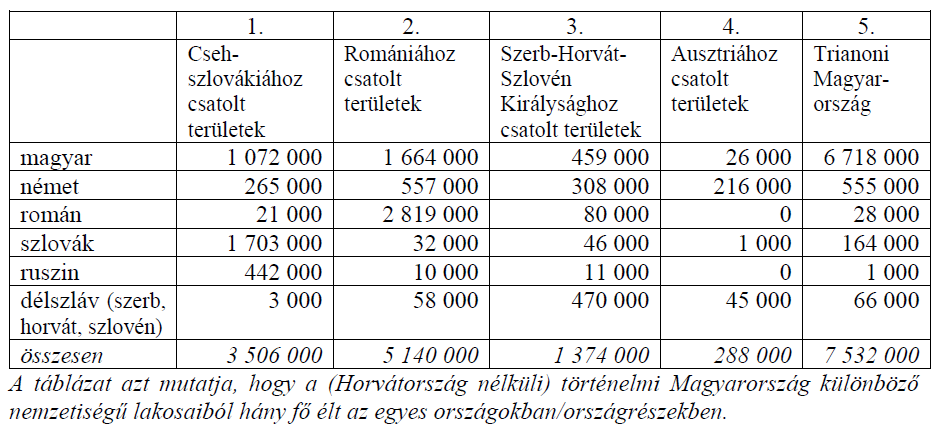 1. 2. 3. 4. 5.
Cseh- Romániához Szerb-Horvát- Ausztriához Trianoni
szlovákiához csatolt Szlovén csatolt Magyar-
csatolt területek Királysághoz területek ország
területek csatolt területek
magyar 1 072 000 1 664 000 459 000 26 000 6 718 000
német 265 000 557 000 308 000 216 000 555 000
román 21 000 2 819 000 80 000 0 28 000
szlovák 1 703 000 32 000 46 000 1 000 164 000
ruszin 442 000 10 000 11 000 0 1 000
délszláv (szerb, 3 000 58 000 470 000 45 000 66 000
horvát, szlovén)
összesen 3 506 000 5 140 000 1 374 000 288 000 7 532 000
A táblázat azt mutatja, hogy a (Horvátország nélküli) történelmi Magyarország különböző
nemzetiségű lakosaiból hány fő élt az egyes országokban/országrészekben.